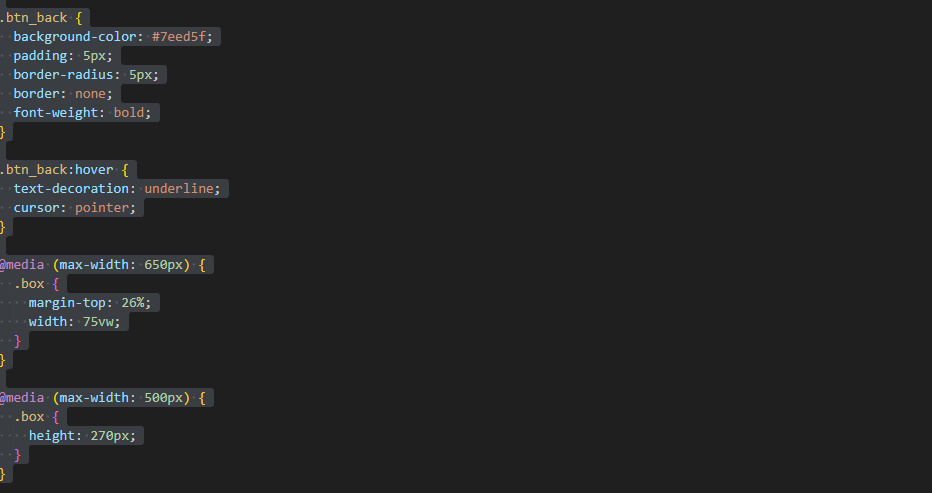 .btn_back {
  background-color: #7eed5f;
  padding: 5px;
  border-radius: 5px;
  border: none;
  font-weight: bold;
}
.btn_back:hover {
  text-decoration: underline;
  cursor: pointer;
}
@media (max-width: 650px) {
  .box {
    margin-top: 26%;
    width: 75vw;
  }
}
@media (max-width: 500px) {
  .box {
    height: 270px;
  }
}